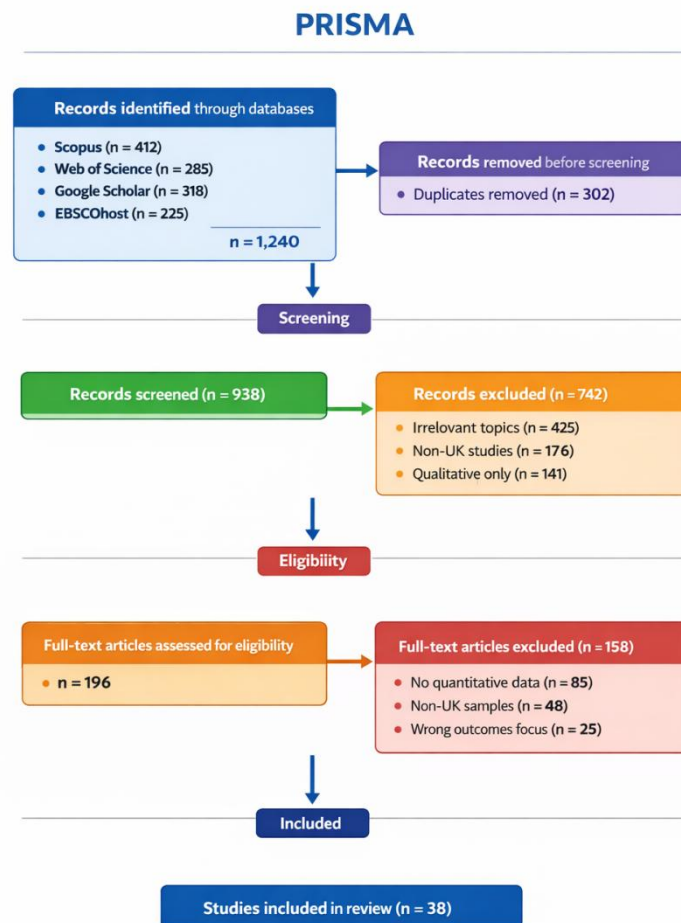 PRISMA
Records identified through databases
• Scopus (n = 412)
• Web of Science (n = 285)
• Google Scholar (n = 318)
• EBSCOhost (n = 225)
n = 1,240
Records removed before screening
• Duplicates removed (n = 302)
Screening
Records screened (n = 938)
Records excluded (n = 742)
• Irrelovant topics (n = 425)
• Non-UK studies (n = 176)
• Qualitative only (n = 141)
Eligibility
Full-text articles assessed for eligibility
• n = 196
Full-text articles excluded (n = 158)
• No quantitative data (n = 85)
• Non-UK samples (n = 48)
• Wrong outcomes focus (n = 25)
Included
Studies included in review (n = 38)